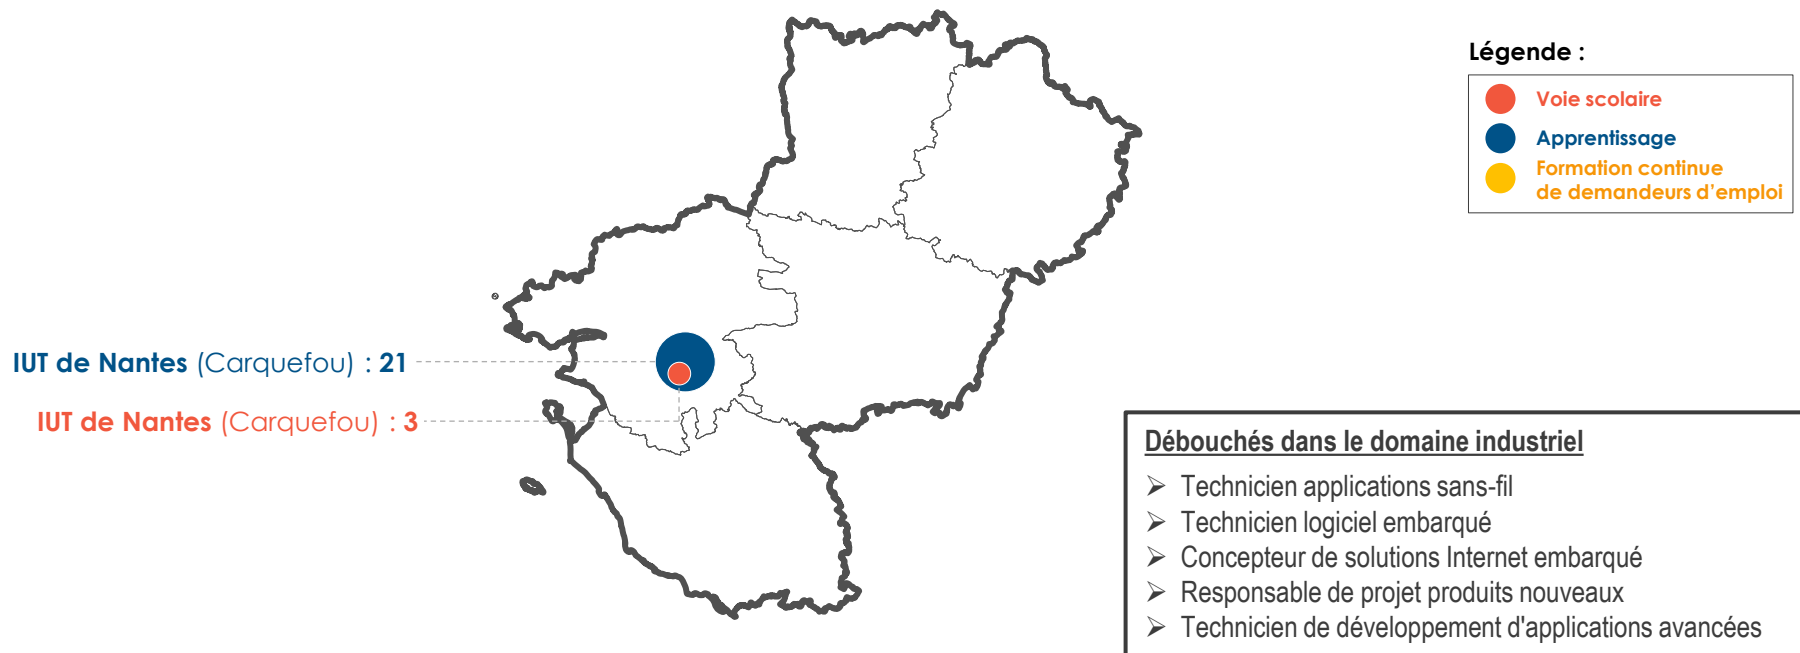 Légende :
Voie scolaire
Apprentissage
Formation continue
de demandeurs d'emploi
IUT de Nantes (Carquefou) : 21
IUT de Nantes (Carquefou) : 3
Débouchés dans le domaine industriel
➢ Technicien applications sans-fil
➢ Technicien logiciel embarqué
➢ Concepteur de solutions Internet embarqué
➢ Responsable de projet produits nouveaux
➢ Technicien de développement d'applications avancées